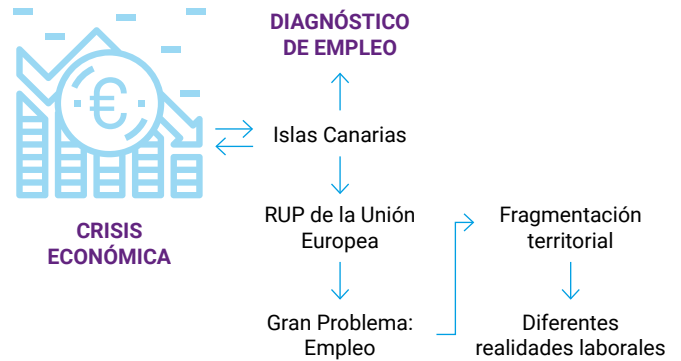 DIAGNÓSTICO
DE EMPLEO
€
Islas Canarias
CRISIS
ECONÓMICA
RUP de la Unión
Europea
Fragmentación
territorial
Gran Problema:
Empleo
Diferentes
realidades laborales